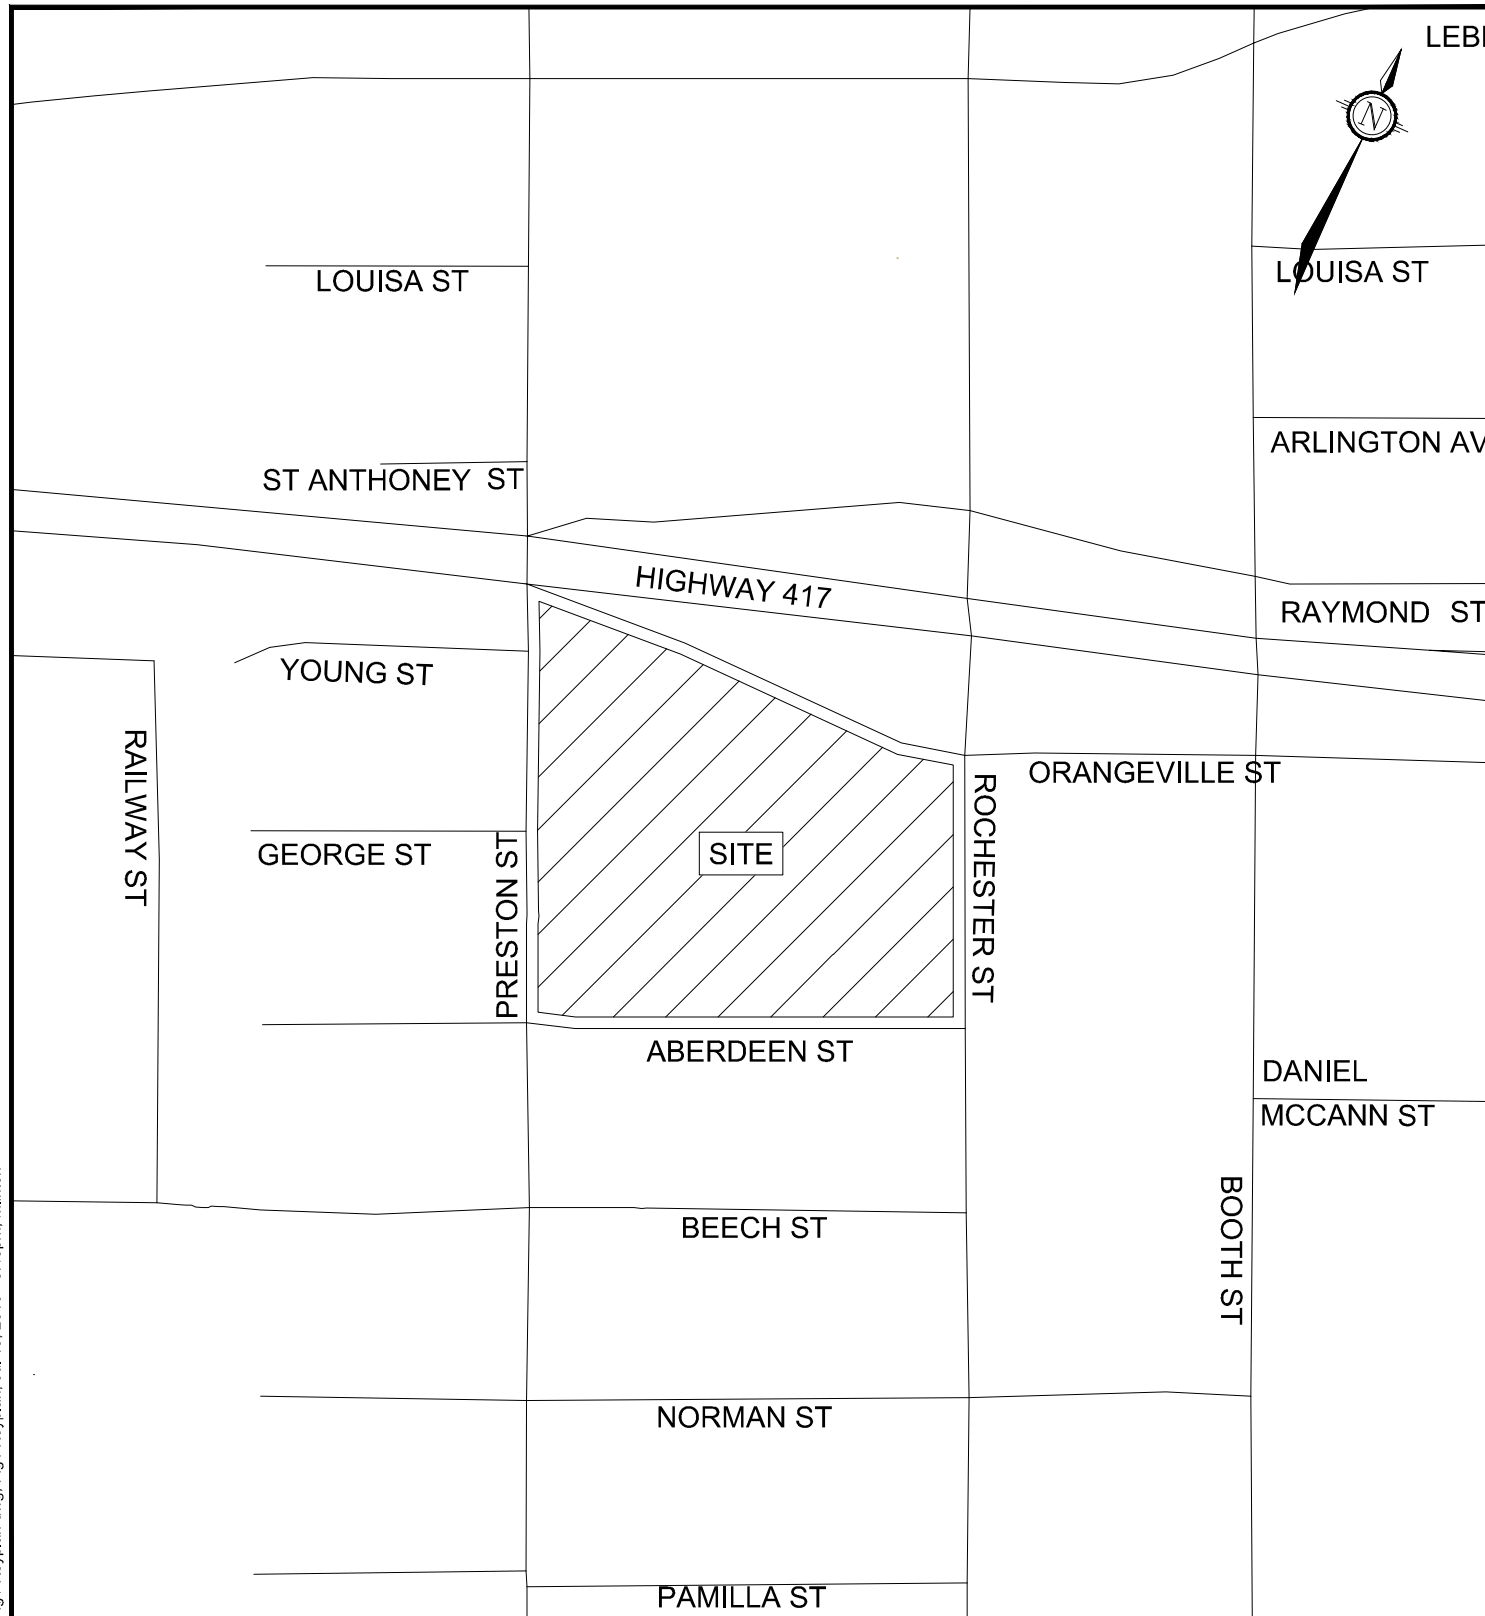 LEBI
N
LOUISA ST
LOUISA ST
ARLINGTON AV
ST ANTHONEY ST
HIGHWAY 417
RAYMOND ST
YOUNG ST
RAILWAY ST
ORANGEVILLE ST
ROCHESTER ST
GEORGE ST
PRESTON ST
SITE
ABERDEEN ST
DANIEL
MCCANN ST
BEECH ST
BOOTH ST
NORMAN ST
PAMILLA ST